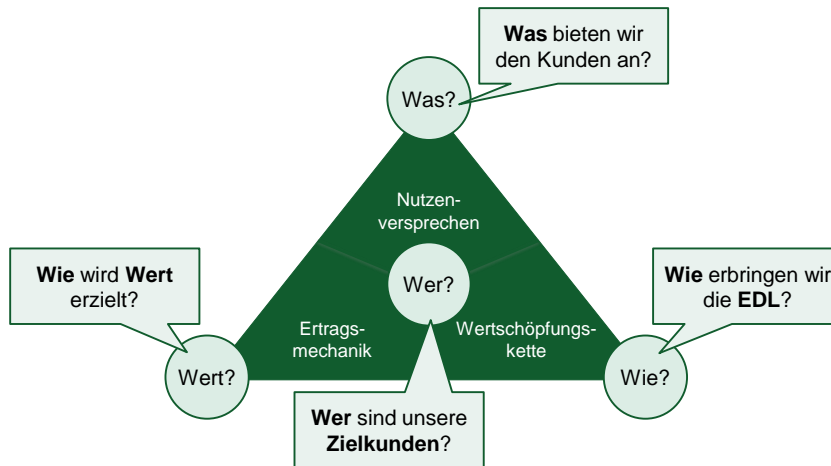 Was bieten wir
den Kunden an?
Was?
Nutzen-
versprechen
Wie wird Wert
erzielt?
Wer?
Wie erbringen wir
die EDL?
Ertrags-
mechanik
Wertschöpfungs-
kette
Wert?
Wie?
Wer sind unsere
Zielkunden?